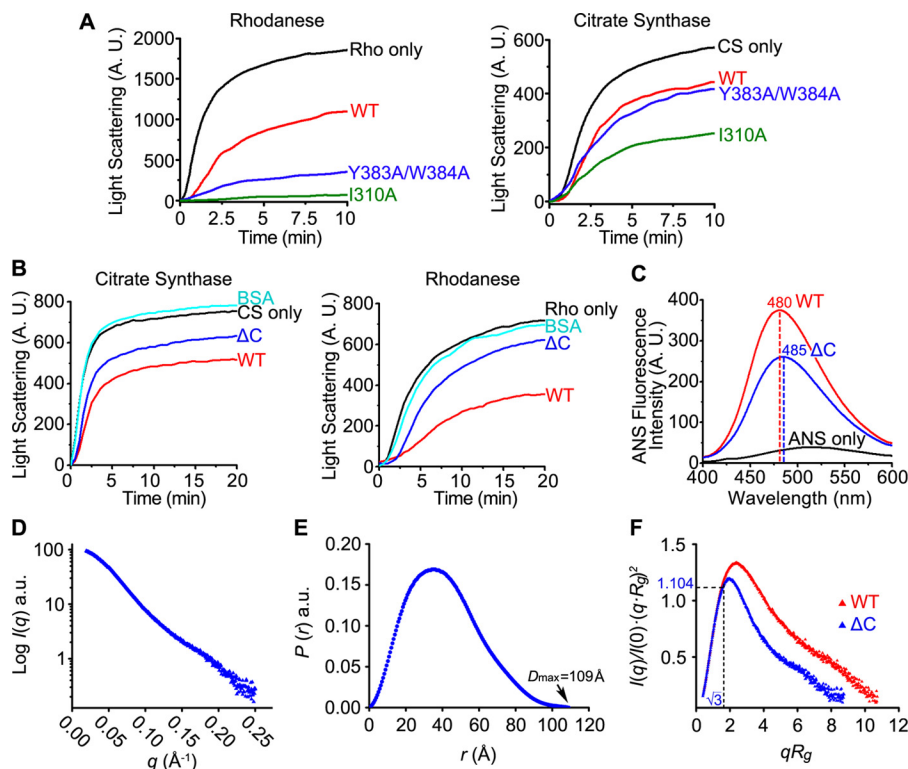 A
Rhodanese
Light Scattering (A. U.)
2000
1500
1000
500
0
Rho only
WT
Y383A/W384A
I310A
0 2.5 5 7.5 10
Time (min)
Citrate Synthase
Light Scattering (A. U.)
600
400
200
0
CS only
WT
Y383A/W384A
I310A
0 2.5 5 7.5 10
Time (min)
B
Citrate Synthase
Light Scattering (A. U.)
800
600
400
200
0
BSA
CS only
ΔC
WT
0 5 10 15 20
Time (min)
Rhodanese
Light Scattering (A. U.)
800
600
400
200
0
Rho only
BSA
ΔC
WT
0 5 10 15 20
Time (min)
C
ANS Fluorescence
Intensity (A. U.)
400
300
200
100
0
480 WT
485 ΔC
ANS only
400 450 500 550 600
Wavelength (nm)
D
Log I(q) a.u.
100
10
1
0.00 0.05 0.10 0.15 0.20 0.25
q (Å-1)
E
P (r) a.u.
0.20
0.15
0.10
0.05
0.00
Dmax=109Å
0 20 40 60 80 100 120
r (Å)
F
I(q)/I(0)·(q·Rg)2
1.5
1.104
1.0
0.5
WT
ΔC
√3
0 2 4 6 8 10 12
qRg